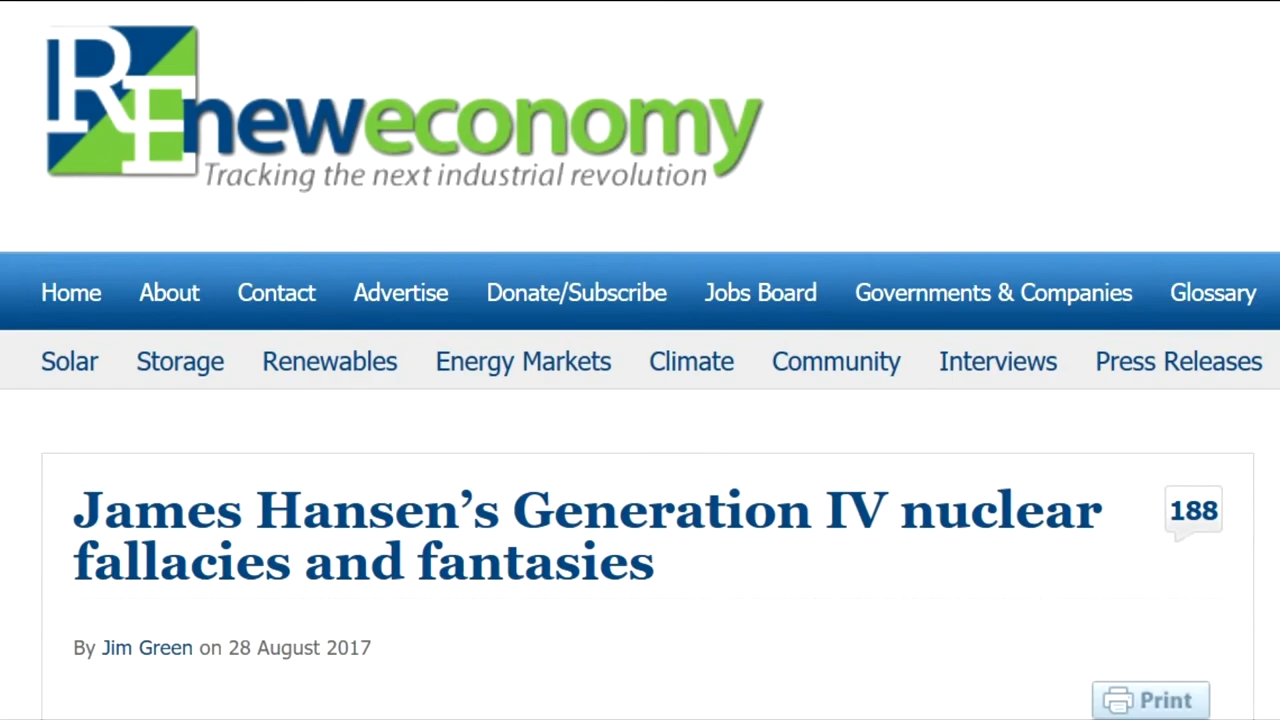 REneweconomy
Tracking the next industrial revolution
Home About Contact Advertise Donate/Subscribe Jobs Board Governments & Companies Glossary
Solar Storage Renewables Energy Markets Climate Community Interviews Press Releases
James Hansen’s Generation IV nuclear
fallacies and fantasies
188
By Jim Green on 28 August 2017
Print